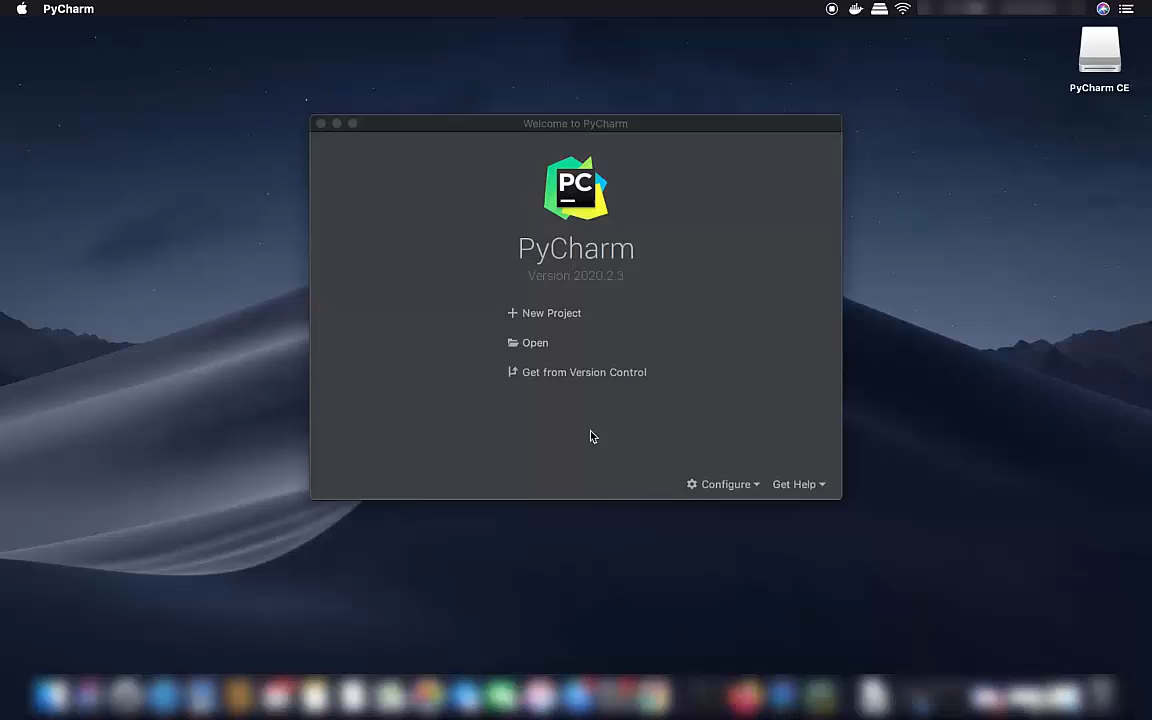 PyCharm
PyCharm CE
Welcome to PyCharm
PC
PyCharm
Version 2020.2.3
New Project
Open
Get from Version Control
Configure
Get Help